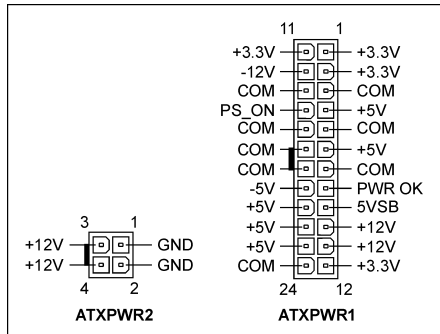 11 1
+3.3V +3.3V
-12V +3.3V
COM COM
PS_ON +5V
COM COM
COM +5V
COM COM
-5V PWR OK
+5V 5VSB
+5V +12V
+5V +12V
COM +3.3V
24 12
ATXPWR1
3 1
+12V GND
+12V GND
4 2
ATXPWR2